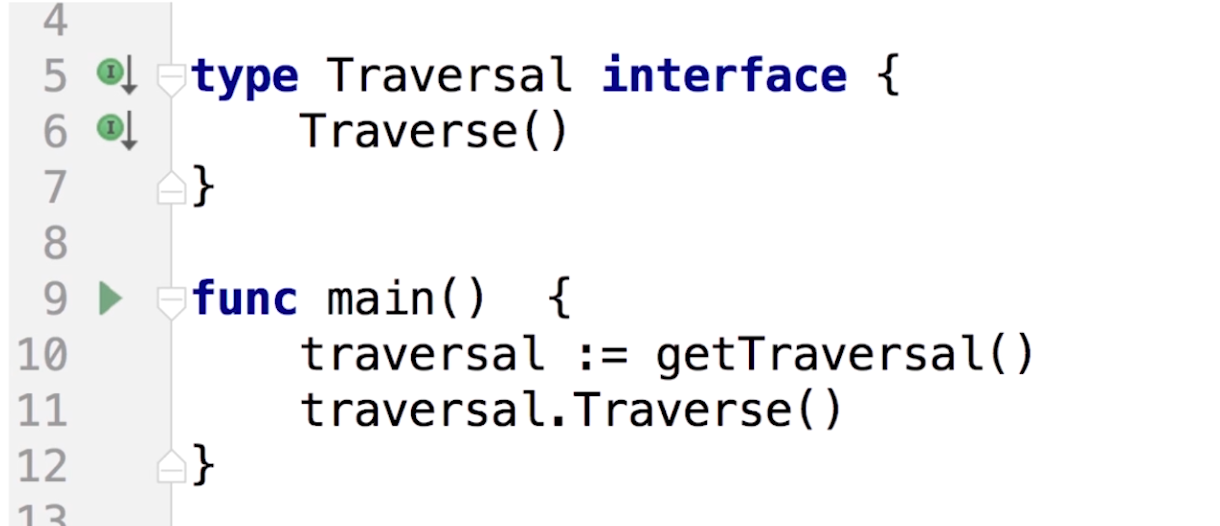 4
5 type Traversal interface {
6     Traverse()
7 }
8
9 func main()  {
10     traversal := getTraversal()
11     traversal.Traverse()
12 }
13